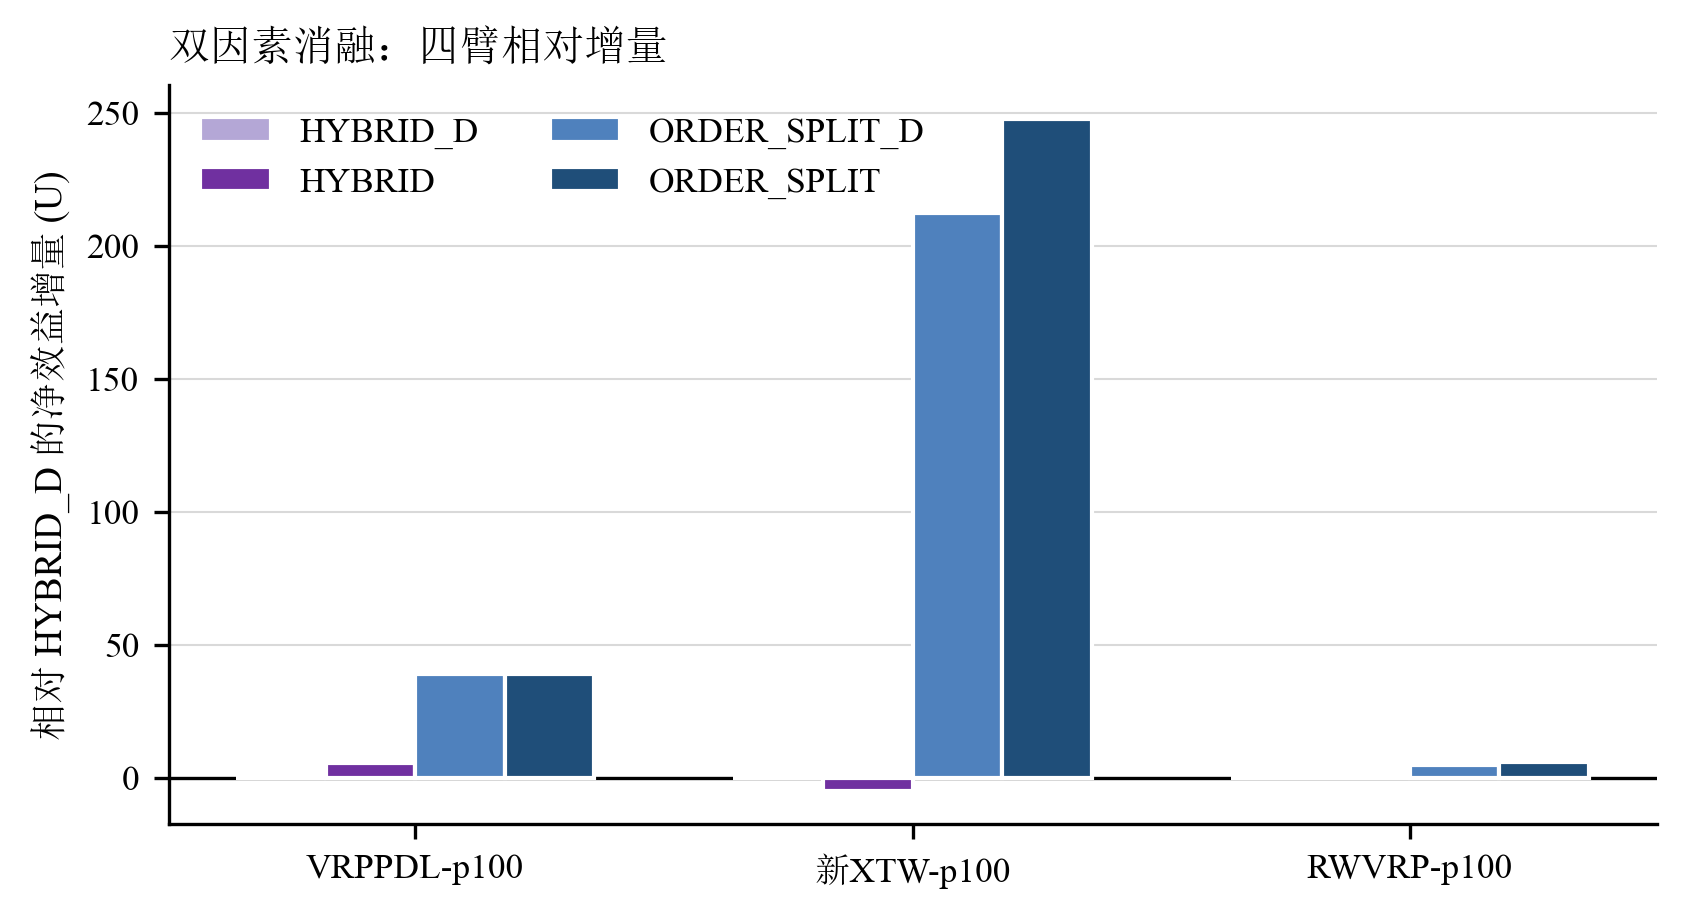 双因素消融：四臂相对增量
相对 HYBRID_D 的净效益增量 (U)
250
200
150
100
50
0
HYBRID_D
HYBRID
ORDER_SPLIT_D
ORDER_SPLIT
VRPPDL-p100
新XTW-p100
RWVRP-p100